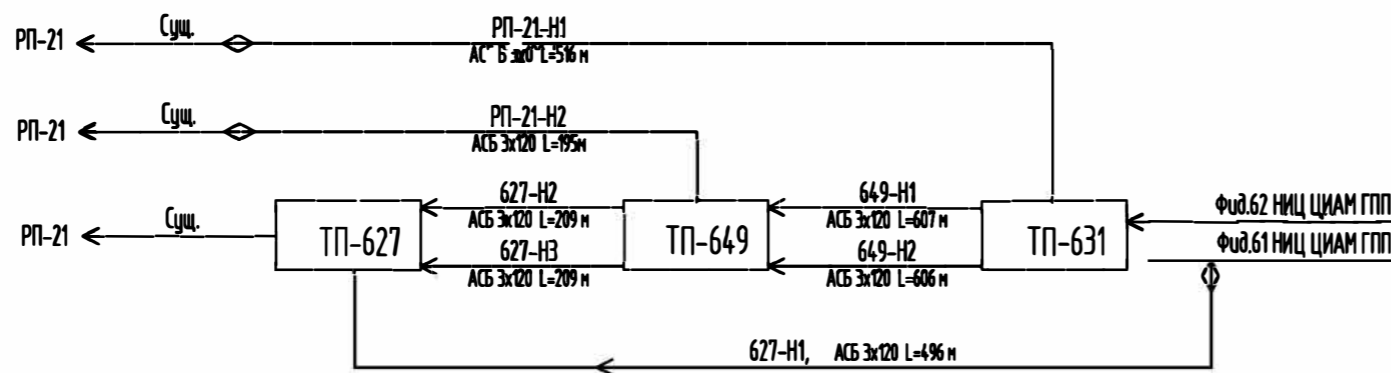 РП-21
Сущ.
РП-21-Н1
L=516 м
РП-21
Сущ.
РП-21-Н2
АСБ 3х120 L=195м
РП-21
Сущ.
ТП-627
627-Н2
АСБ 3х120 L=209 м
627-Н3
АСБ 3х120 L=209 м
ТП-649
649-Н1
АСБ 3х120 L=607 м
649-Н2
АСБ 3х120 L=606 м
ТП-631
Фид.62 НИЦ ЦИАМ ГПП
Фид.61 НИЦ ЦИАМ ГПП
627-Н1, АСБ 3х120 L=496 м